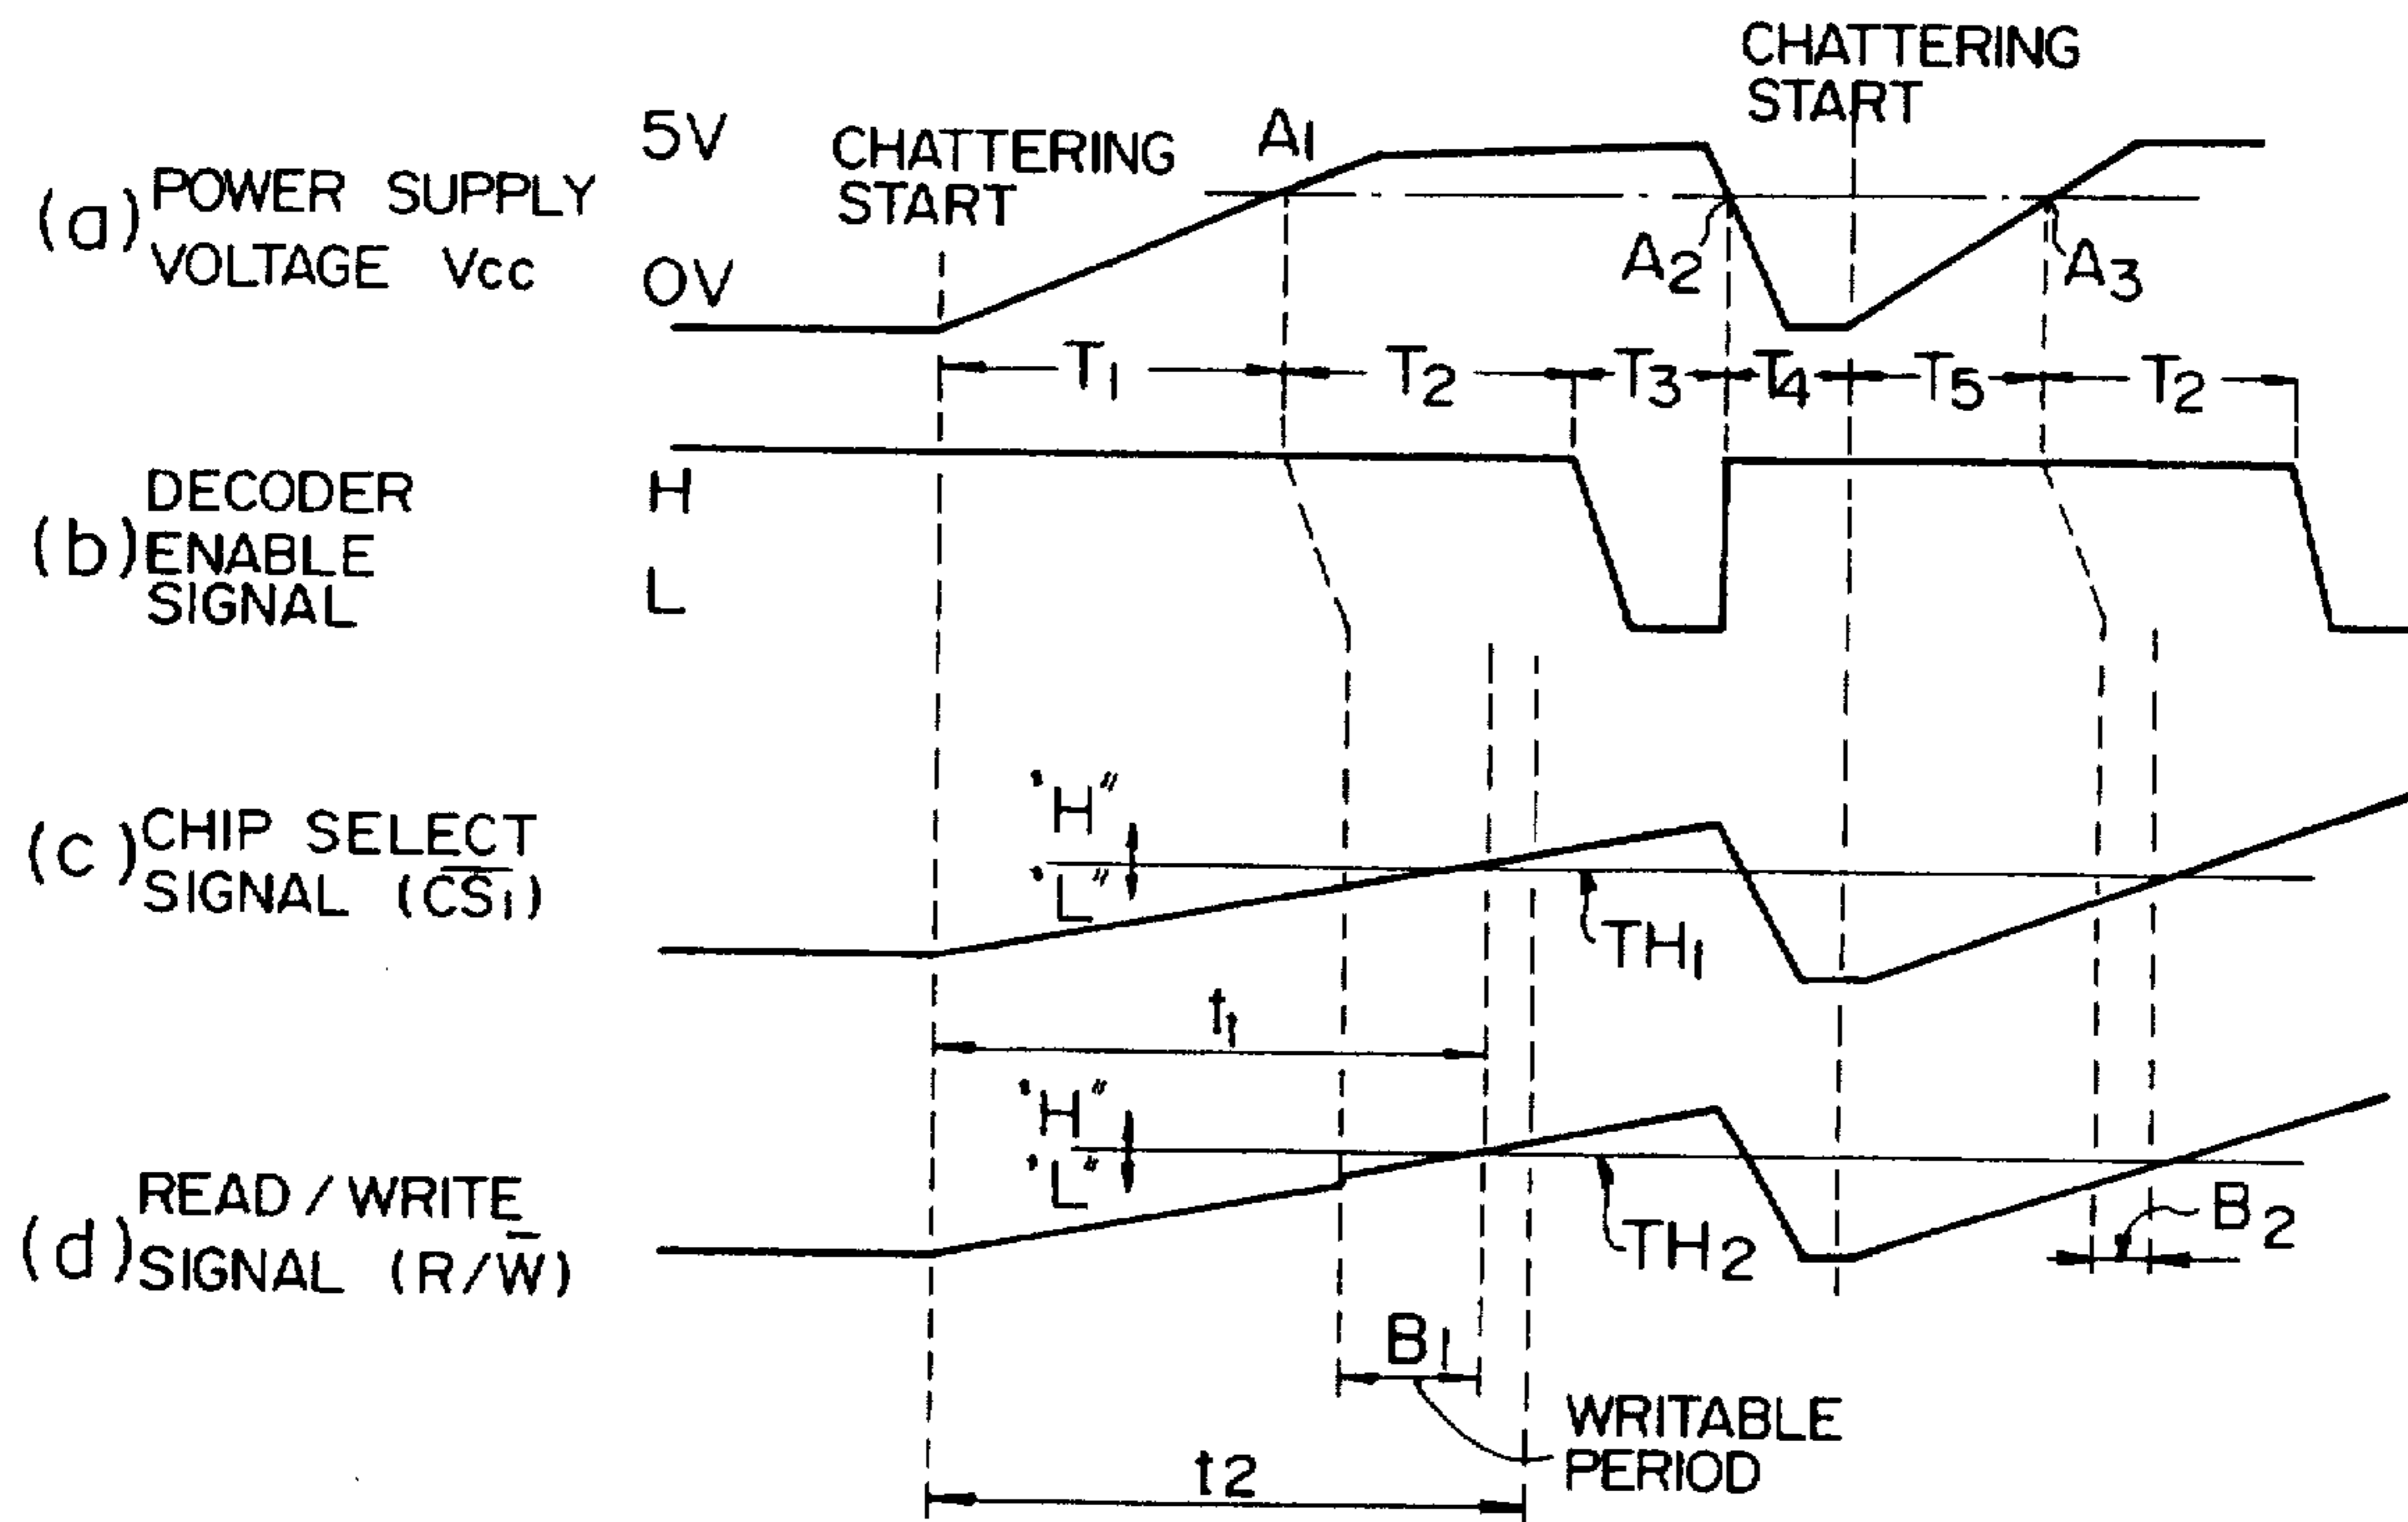 CHATTERING
START
5V
CHATTERING
START
A1
(a) POWER SUPPLY
VOLTAGE Vcc
0V
A2
A3
T1
T2
T3
T4
T5
T2
(b) DECODER
ENABLE
SIGNAL
H
L
(c) CHIP SELECT
SIGNAL (C̅S̅1)
"H"
"L"
TH1
t1
(d) READ / WRITE
SIGNAL (R/W̅)
"H"
"L"
TH2
B2
B1
WRITABLE
PERIOD
t2